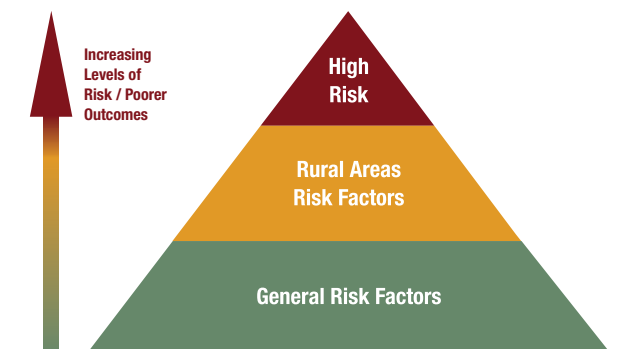 Increasing
Levels of
Risk / Poorer
Outcomes
High
Risk
Rural Areas
Risk Factors
General Risk Factors